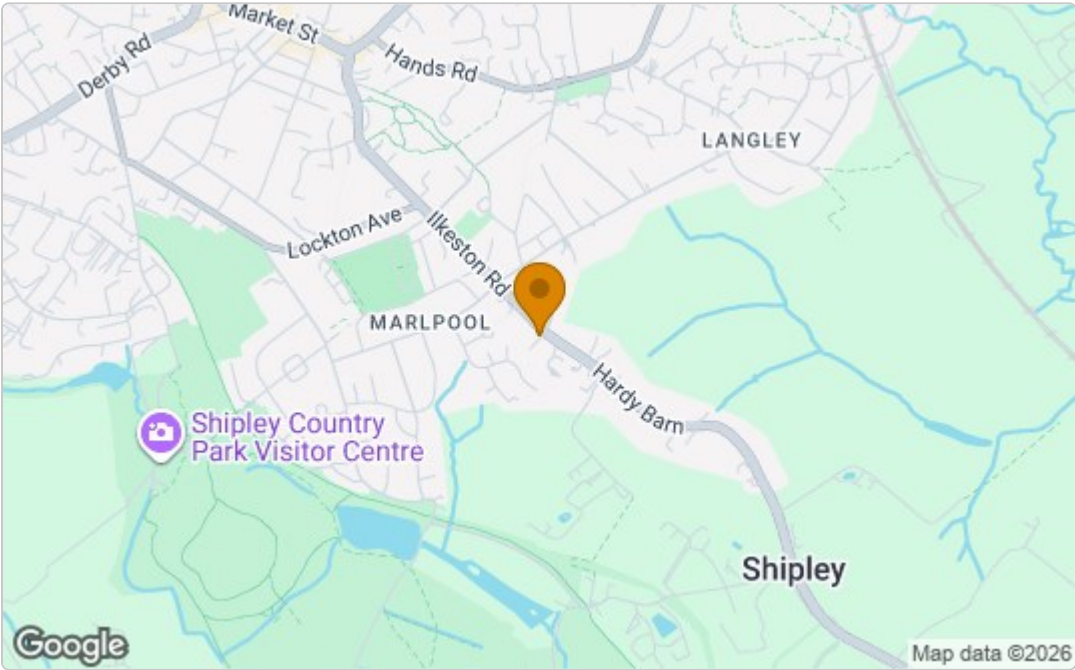 Market St
Derby Rd
Hands Rd
LANGLEY
Lockton Ave
Ilkeston Rd
MARLPOOL
Hardy Barn
Shipley Country
Park Visitor Centre
Shipley
Google
Map data ©2026